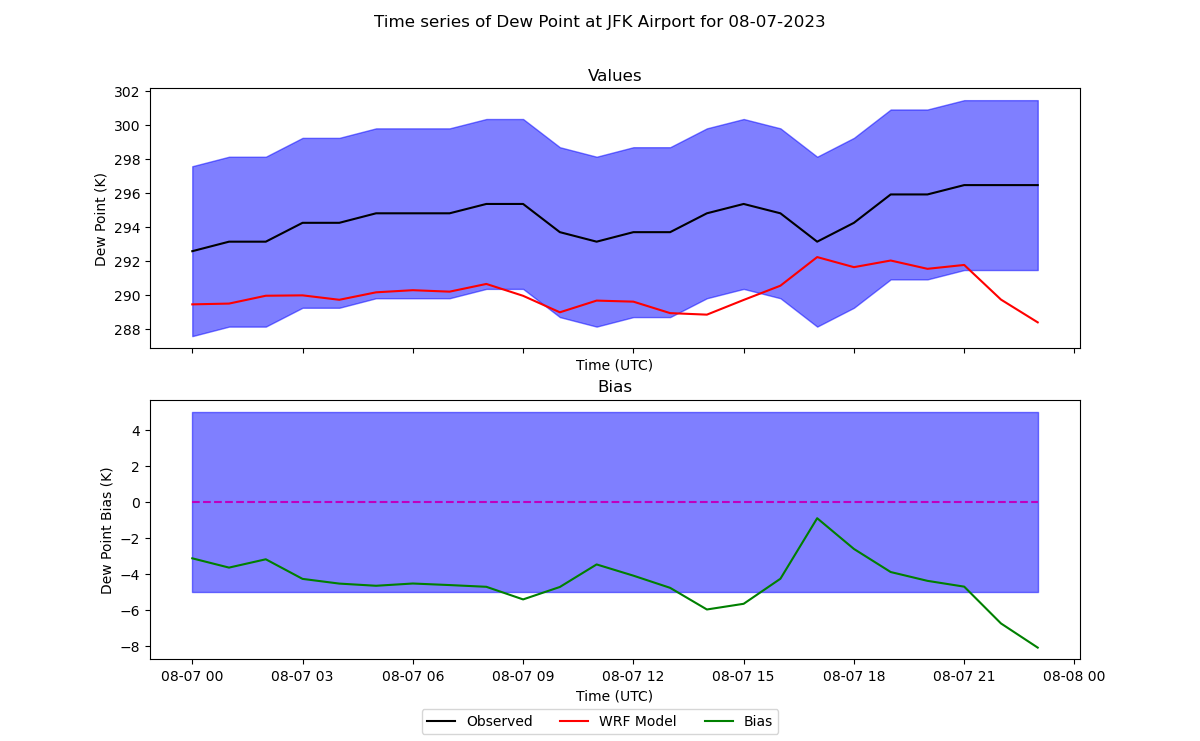 Time series of Dew Point at JFK Airport for 08-07-2023
Values
302
300
298
296
294
292
290
288
Dew Point (K)
Time (UTC)
Bias
4
2
0
−2
−4
−6
−8
Dew Point Bias (K)
08-07 00 08-07 03 08-07 06 08-07 09 08-07 12 08-07 15 08-07 18 08-07 21 08-08 00
Time (UTC)
Observed WRF Model Bias